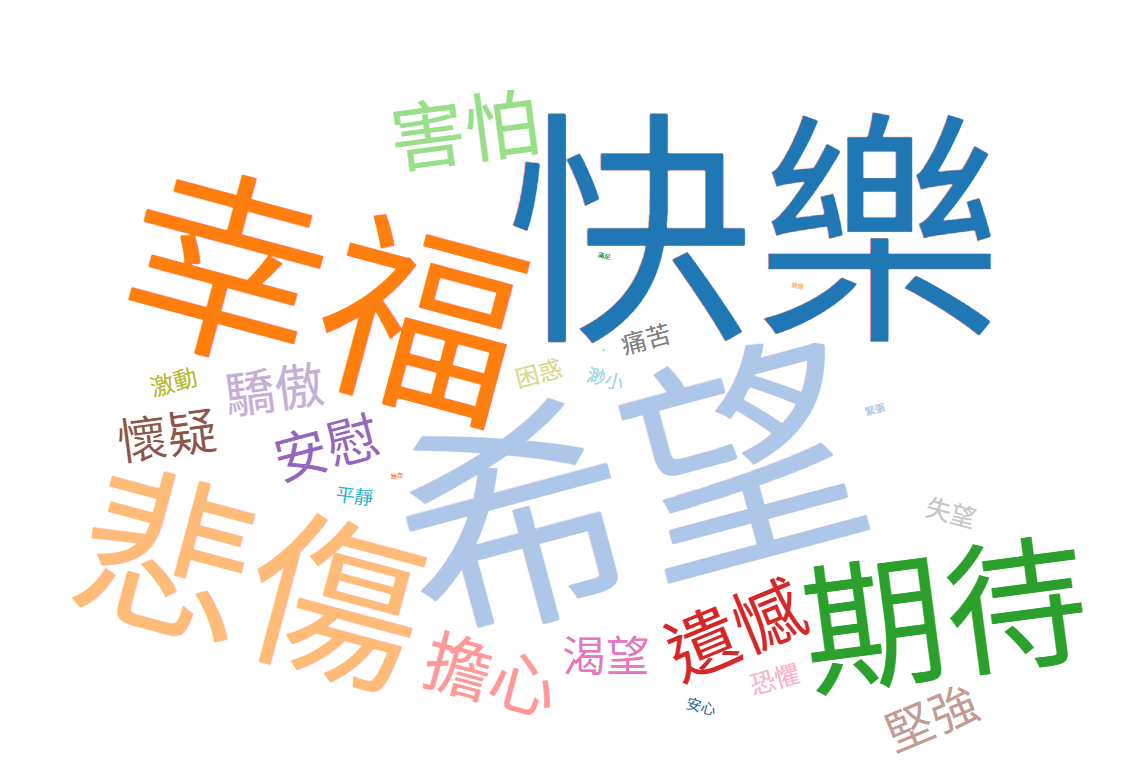 害怕
快樂
幸福
滿足
痛苦
希望
困惑
渺小
激動
驕傲
緊張
懷疑
安慰
悲傷
平靜
失望
期待
遺憾
擔心
渴望
恐懼
安心
堅強